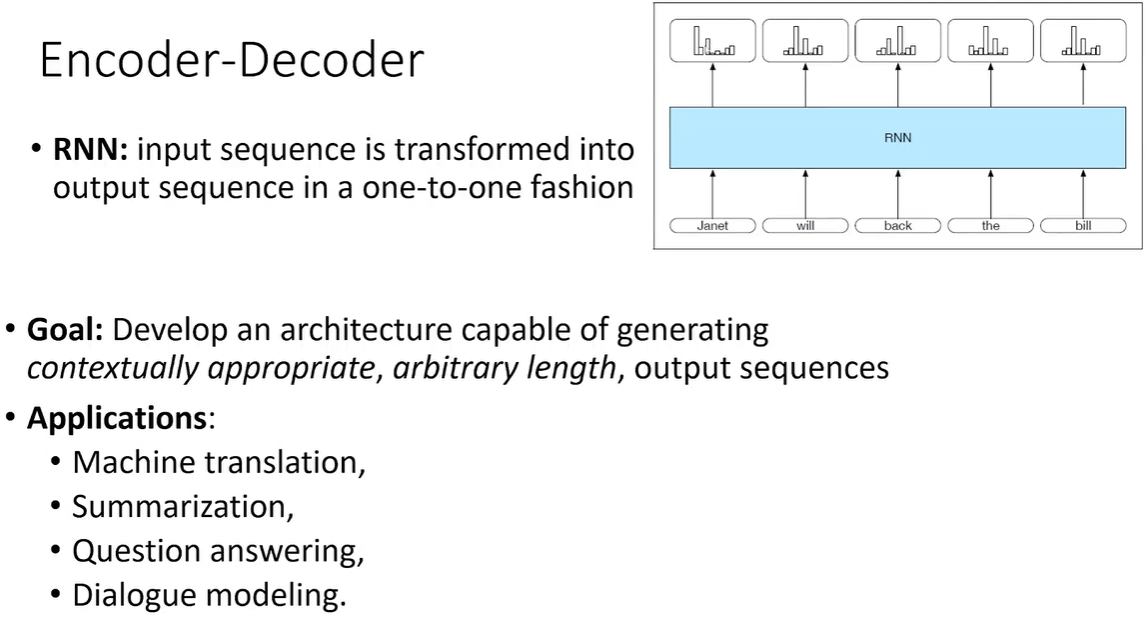 Encoder-Decoder
• RNN: input sequence is transformed into
output sequence in a one-to-one fashion
RNN
Janet will back the bill
• Goal: Develop an architecture capable of generating
contextually appropriate, arbitrary length, output sequences
• Applications:
• Machine translation,
• Summarization,
• Question answering,
• Dialogue modeling.